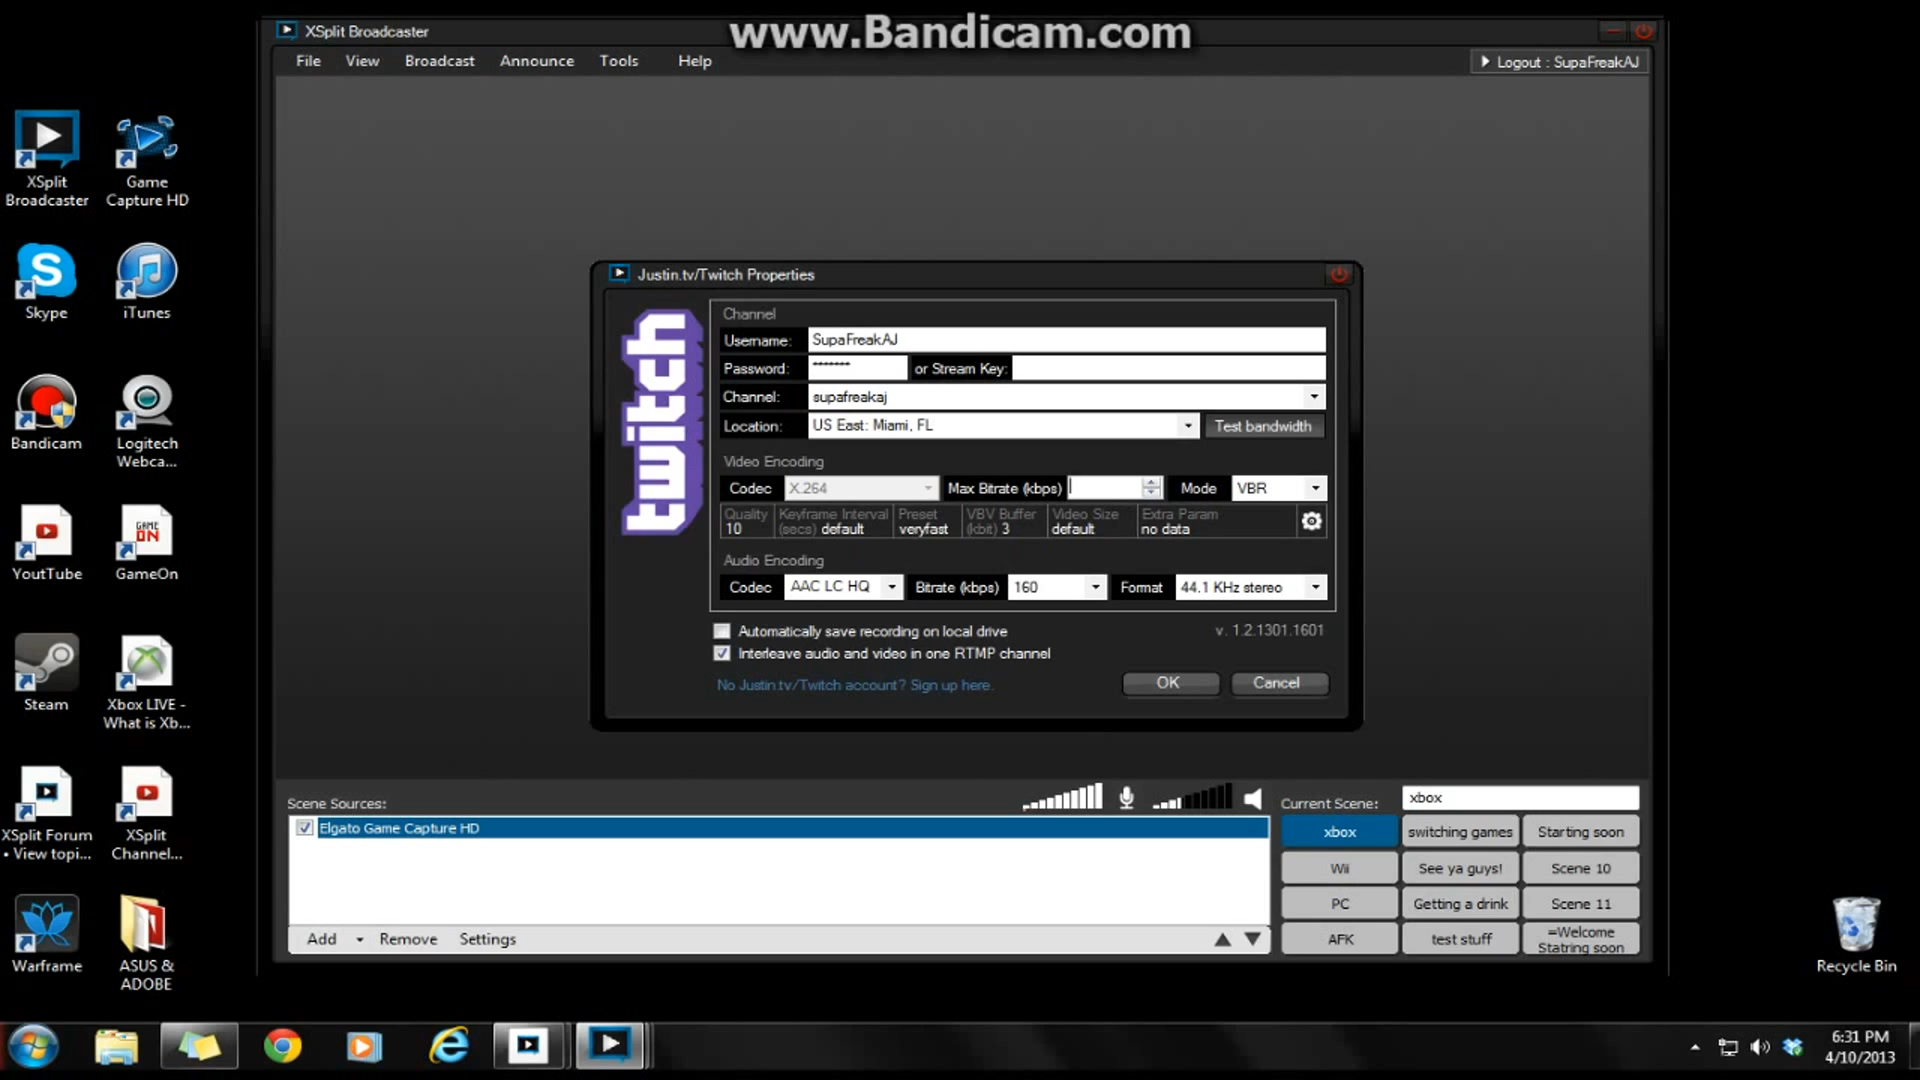 www.Bandicam.com
XSplit Broadcaster
File View Broadcast Announce Tools Help
Logout : SupaFreakAJ
XSplit
Broadcaster
Game
Capture HD
Skype
iTunes
Bandicam
Logitech
Webca...
YoutTube
GameOn
GAME
ON
Steam
Xbox LIVE -
What is Xb...
XSplit Forum
• View topi...
XSplit
Channel...
Warframe
ASUS &
ADOBE
Recycle Bin
Justin.tv/Twitch Properties
twitch
Channel
Username: SupaFreakAJ
Password: ******* or Stream Key:
Channel: supafreakaj
Location: US East: Miami, FL Test bandwidth
Video Encoding
Codec X.264 Max Bitrate (kbps) Mode VBR
Quality Keyframe Interval Preset VBV Buffer Video Size Extra Param
10 (secs) default veryfast (kbit) 3 default no data
Audio Encoding
Codec AAC LC HQ Bitrate (kbps) 160 Format 44.1 KHz stereo
Automatically save recording on local drive
v. 1.2.1301.1601
Interleave audio and video in one RTMP channel
No Justin.tv/Twitch account? Sign up here.
OK Cancel
Scene Sources:
Elgato Game Capture HD
Add Remove Settings
Current Scene: xbox
xbox switching games Starting soon
Wii See ya guys! Scene 10
PC Getting a drink Scene 11
AFK test stuff =Welcome
Statring soon
6:31 PM
4/10/2013